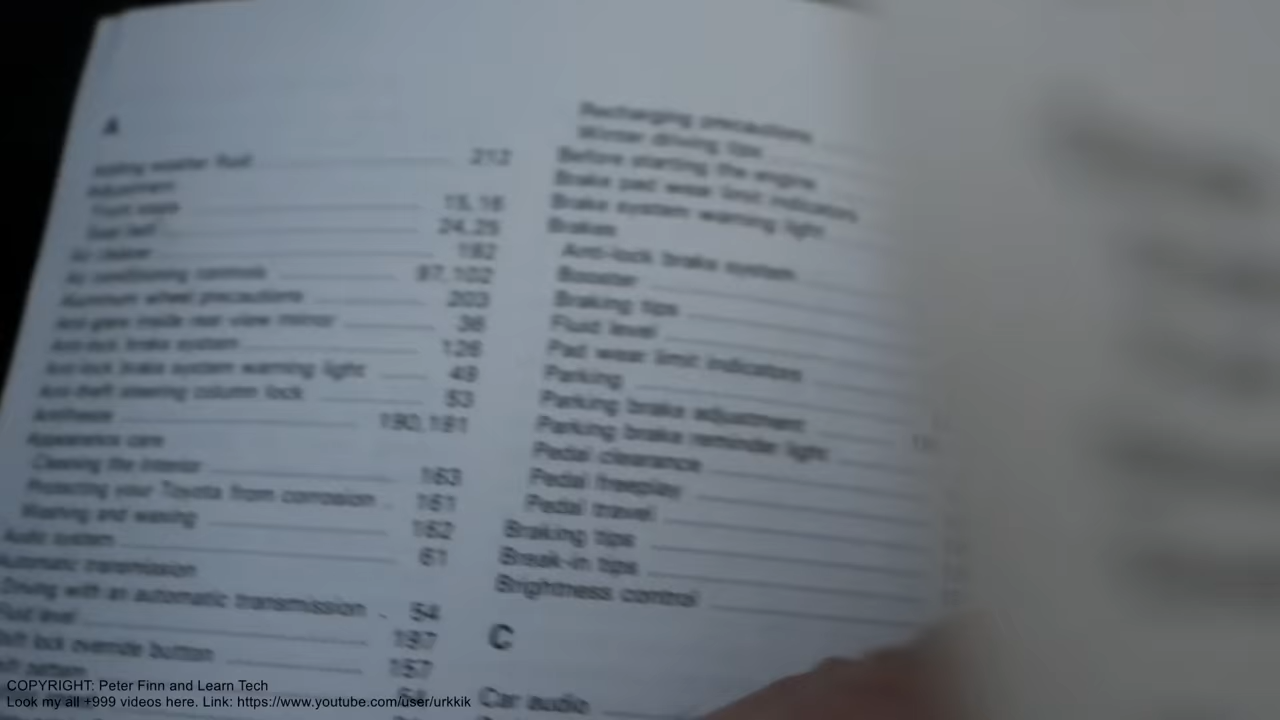 A
Adding washer fluid 212
Adjustment
Front seats 15, 16
Seat belt 24, 25
Air cleaner 192
Air conditioning controls 97, 102
Aluminum wheel precautions 203
Anti-glare inside rear view mirror 36
Anti-lock brake system 126
Anti-lock brake system warning light 49
Anti-theft steering column lock 53
Antifreeze 190, 191
Appearance care
Cleaning the interior 163
Protecting your Toyota from corrosion 161
Washing and waxing 162
Audio system 61
Automatic transmission
Driving with an automatic transmission 54
Fluid level 197
Shift lock override button 157
Recharging precautions
Winter driving tips
Before starting the engine
Brake pad wear limit indicators
Brake system warning light
Brakes
Anti-lock brake system
Booster
Braking tips
Fluid level
Pad wear limit indicators
Parking
Parking brake adjustment
Parking brake reminder light
Pedal clearance
Pedal freeplay
Pedal travel
Braking tips
Break-in tips
Brightness control
C
Car audio
COPYRIGHT: Peter Finn and Learn Tech
Look my all +999 videos here. Link: https://www.youtube.com/user/urkkik